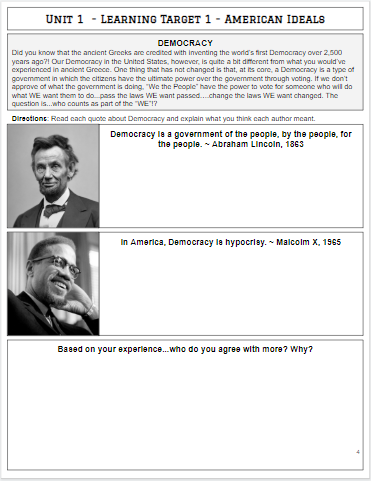 Unit 1 - Learning Target 1 - American Ideals
DEMOCRACY
Did you know that the ancient Greeks are credited with inventing the world's first Democracy over 2,500
years ago?! Our Democracy in the United States, however, is quite a bit different from what you would've
experienced in ancient Greece. One thing that has not changed is that, at its core, a Democracy is a type of
government in which the citizens have the ultimate power over the government through voting. If we don't
approve of what the government is doing, "We the People" have the power to vote for someone who will do
what WE want them to do...pass the laws WE want passed....change the laws WE want changed. The
question is...who counts as part of the "WE"!?
Directions: Read each quote about Democracy and explain what you think each author meant.
Democracy is a government of the people, by the people, for
the people. ~ Abraham Lincoln, 1863
In America, Democracy is hypocrisy. ~ Malcolm X, 1965
Based on your experience...who do you agree with more? Why?
4